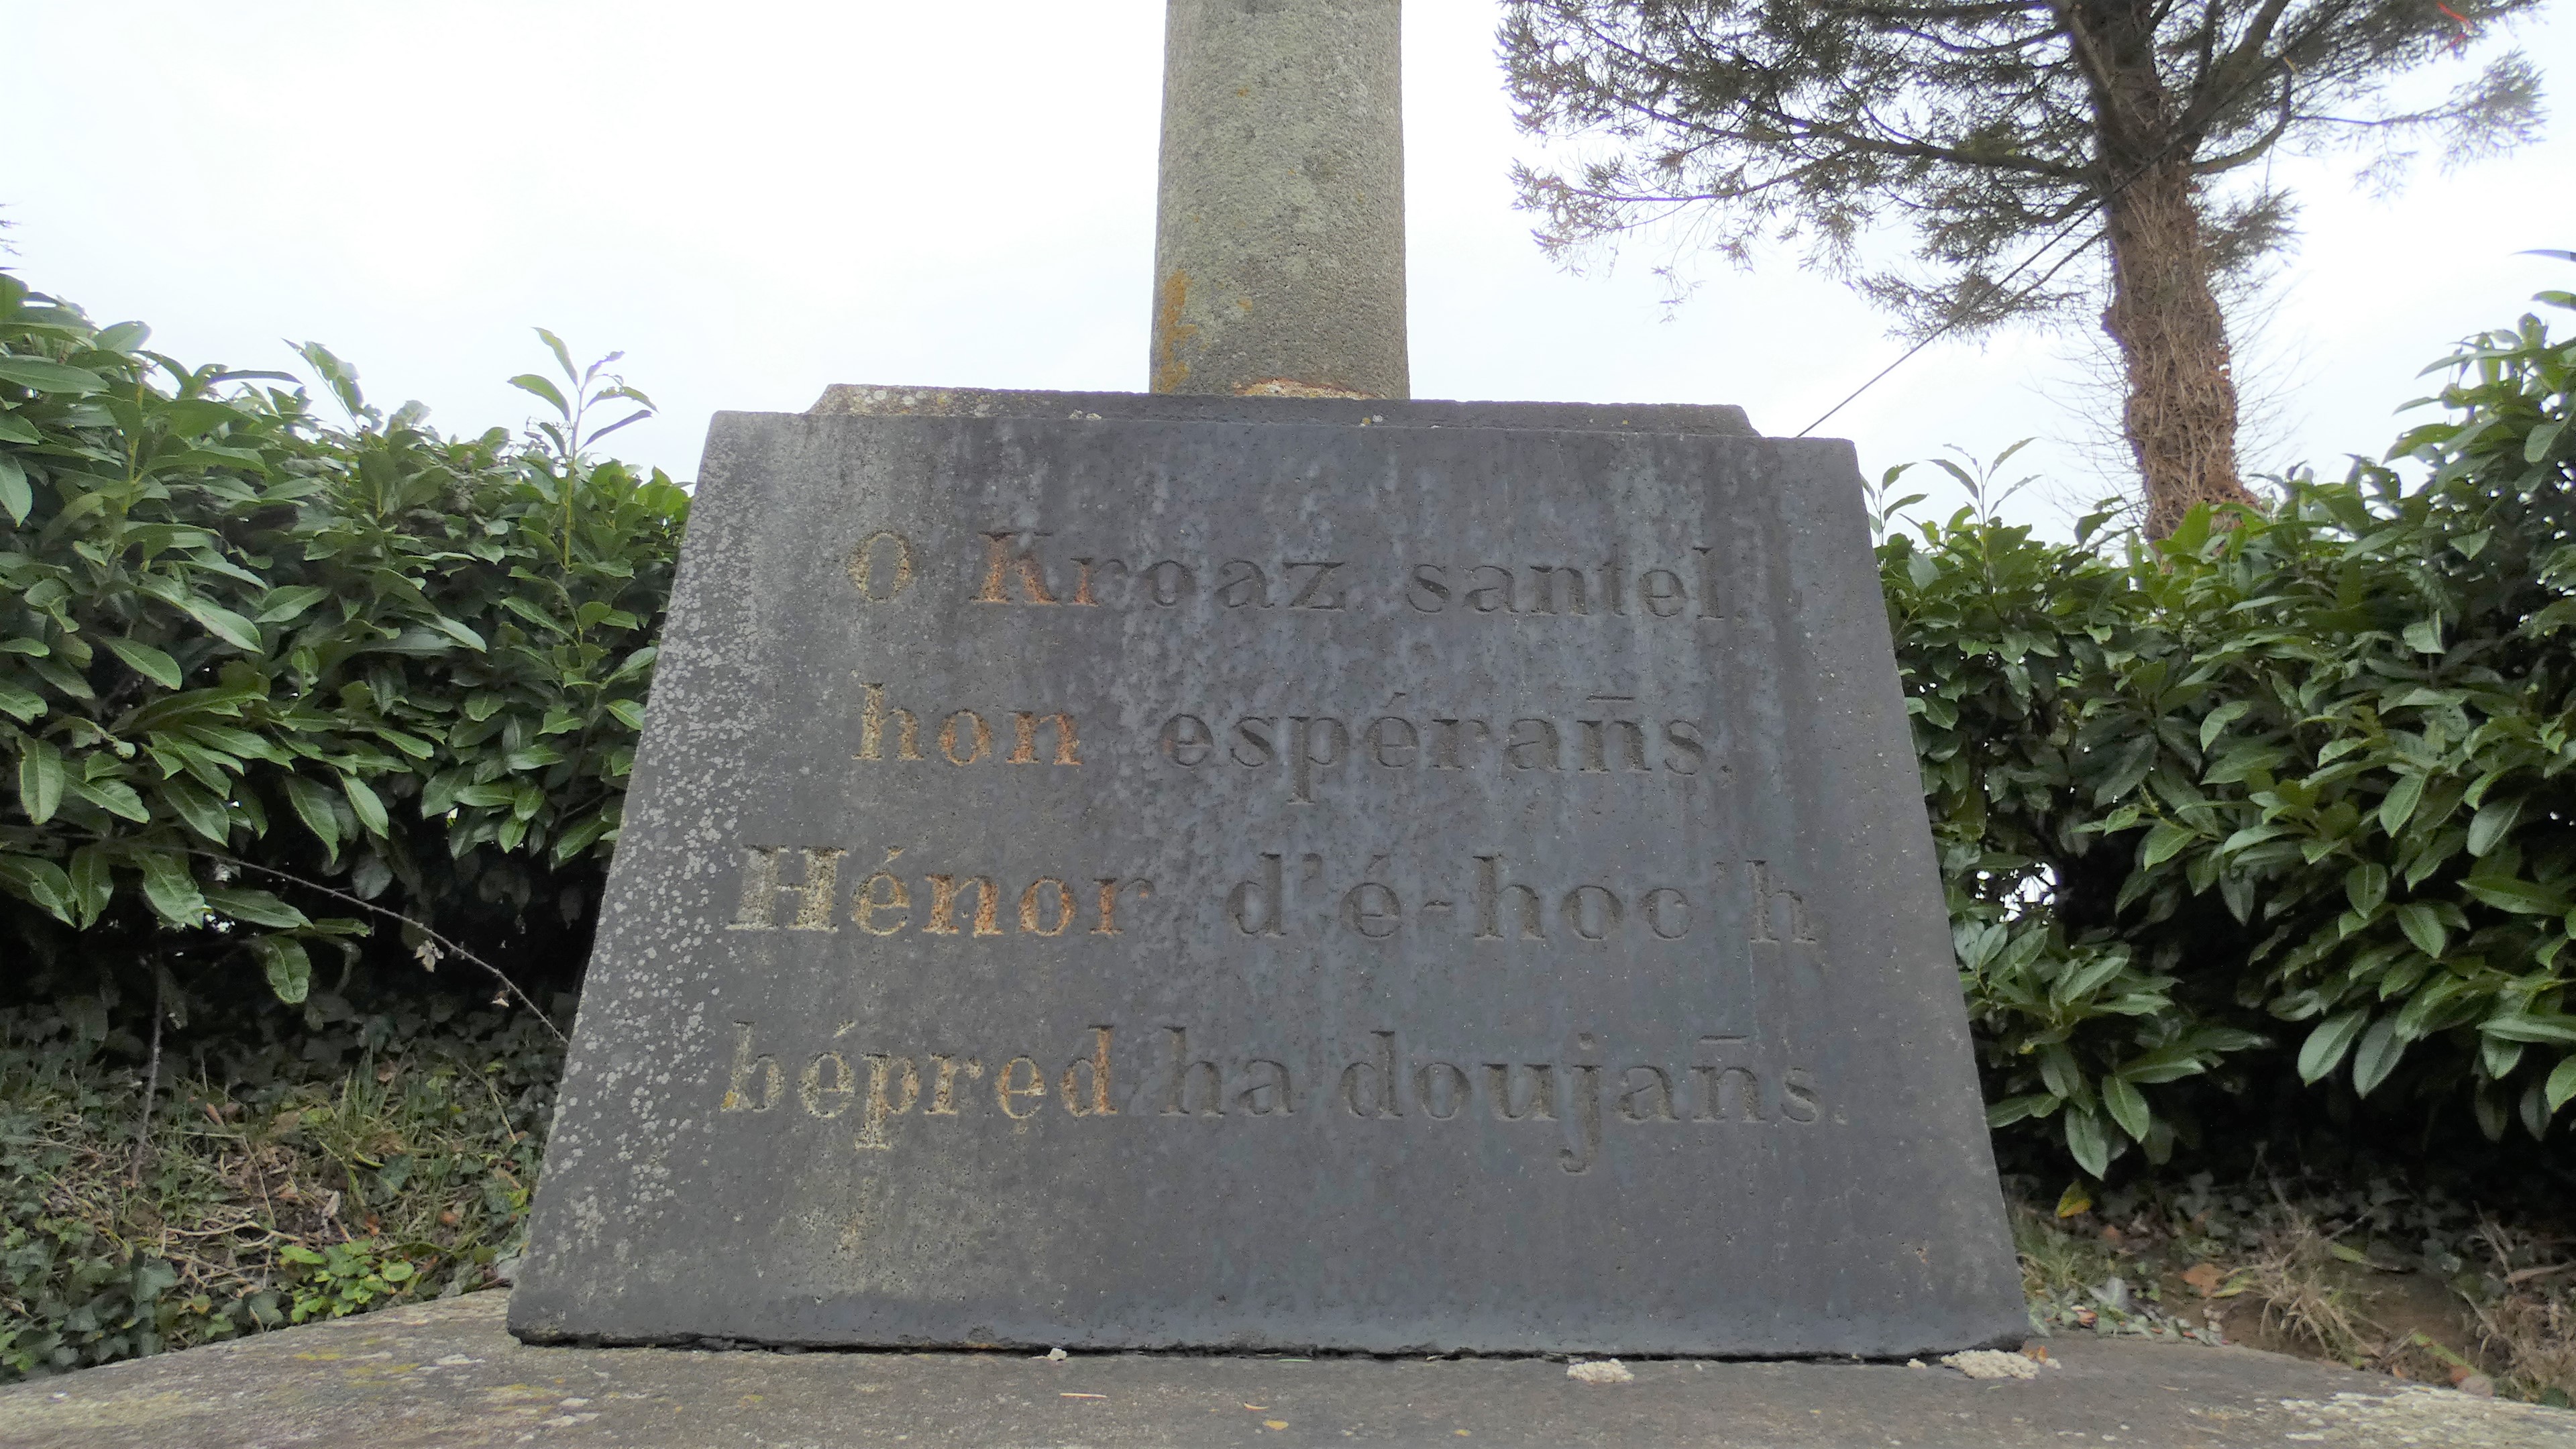 O Kroaz santel,
hon espérañs,
Hénor d'é-hoc'h
bépred ha doujañs.